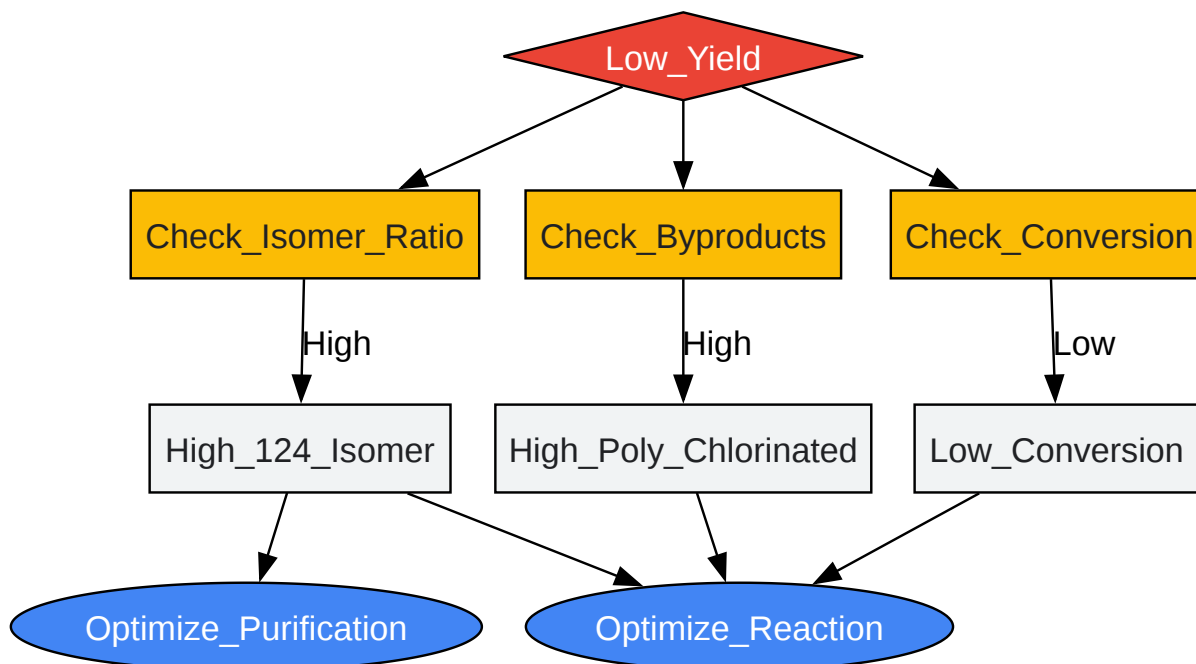 Low_Yield
Check_Isomer_Ratio
Check_Byproducts
Check_Conversion
High
High
Low
High_124_Isomer
High_Poly_Chlorinated
Low_Conversion
Optimize_Purification
Optimize_Reaction